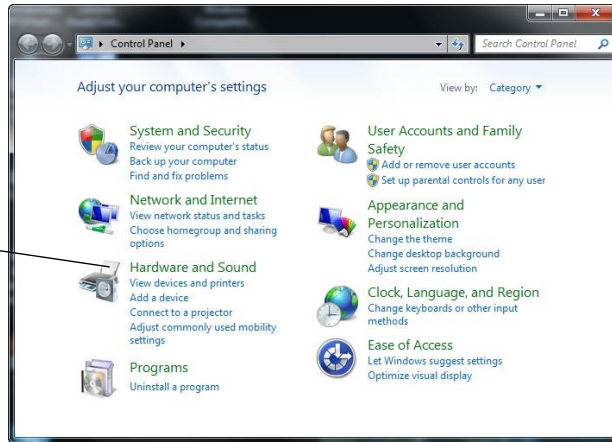 Control Panel
Search Control Panel
Adjust your computer's settings
View by: Category
System and Security
Review your computer's status
Back up your computer
Find and fix problems
Network and Internet
View network status and tasks
Choose homegroup and sharing
options
Hardware and Sound
View devices and printers
Add a device
Connect to a projector
Adjust commonly used mobility
settings
Programs
Uninstall a program
User Accounts and Family
Safety
Add or remove user accounts
Set up parental controls for any user
Appearance and
Personalization
Change the theme
Change desktop background
Adjust screen resolution
Clock, Language, and Region
Change keyboards or other input
methods
Ease of Access
Let Windows suggest settings
Optimize visual display